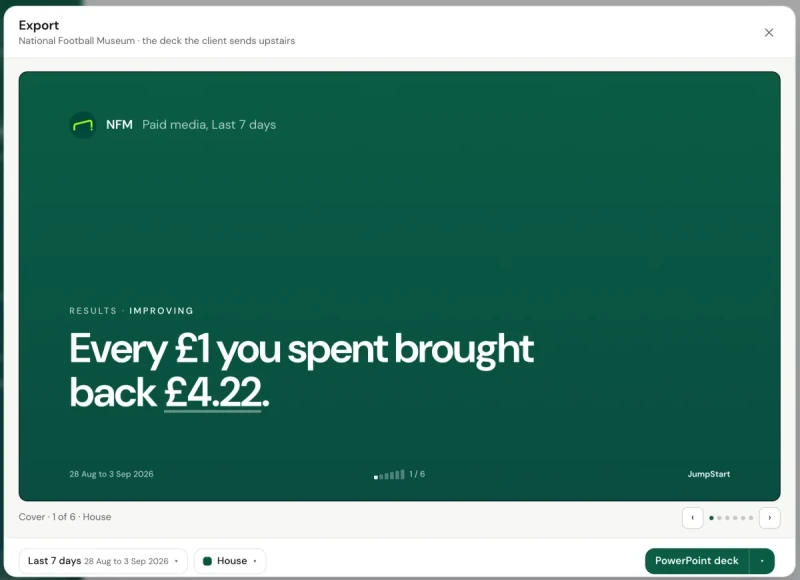 Export
National Football Museum · the deck the client sends upstairs
NFM Paid media, Last 7 days
RESULTS · IMPROVING
Every £1 you spent brought
back £4.22.
28 Aug to 3 Sep 2026
1 / 6
JumpStart
Cover · 1 of 6 · House
Last 7 days 28 Aug to 3 Sep 2026
House
PowerPoint deck